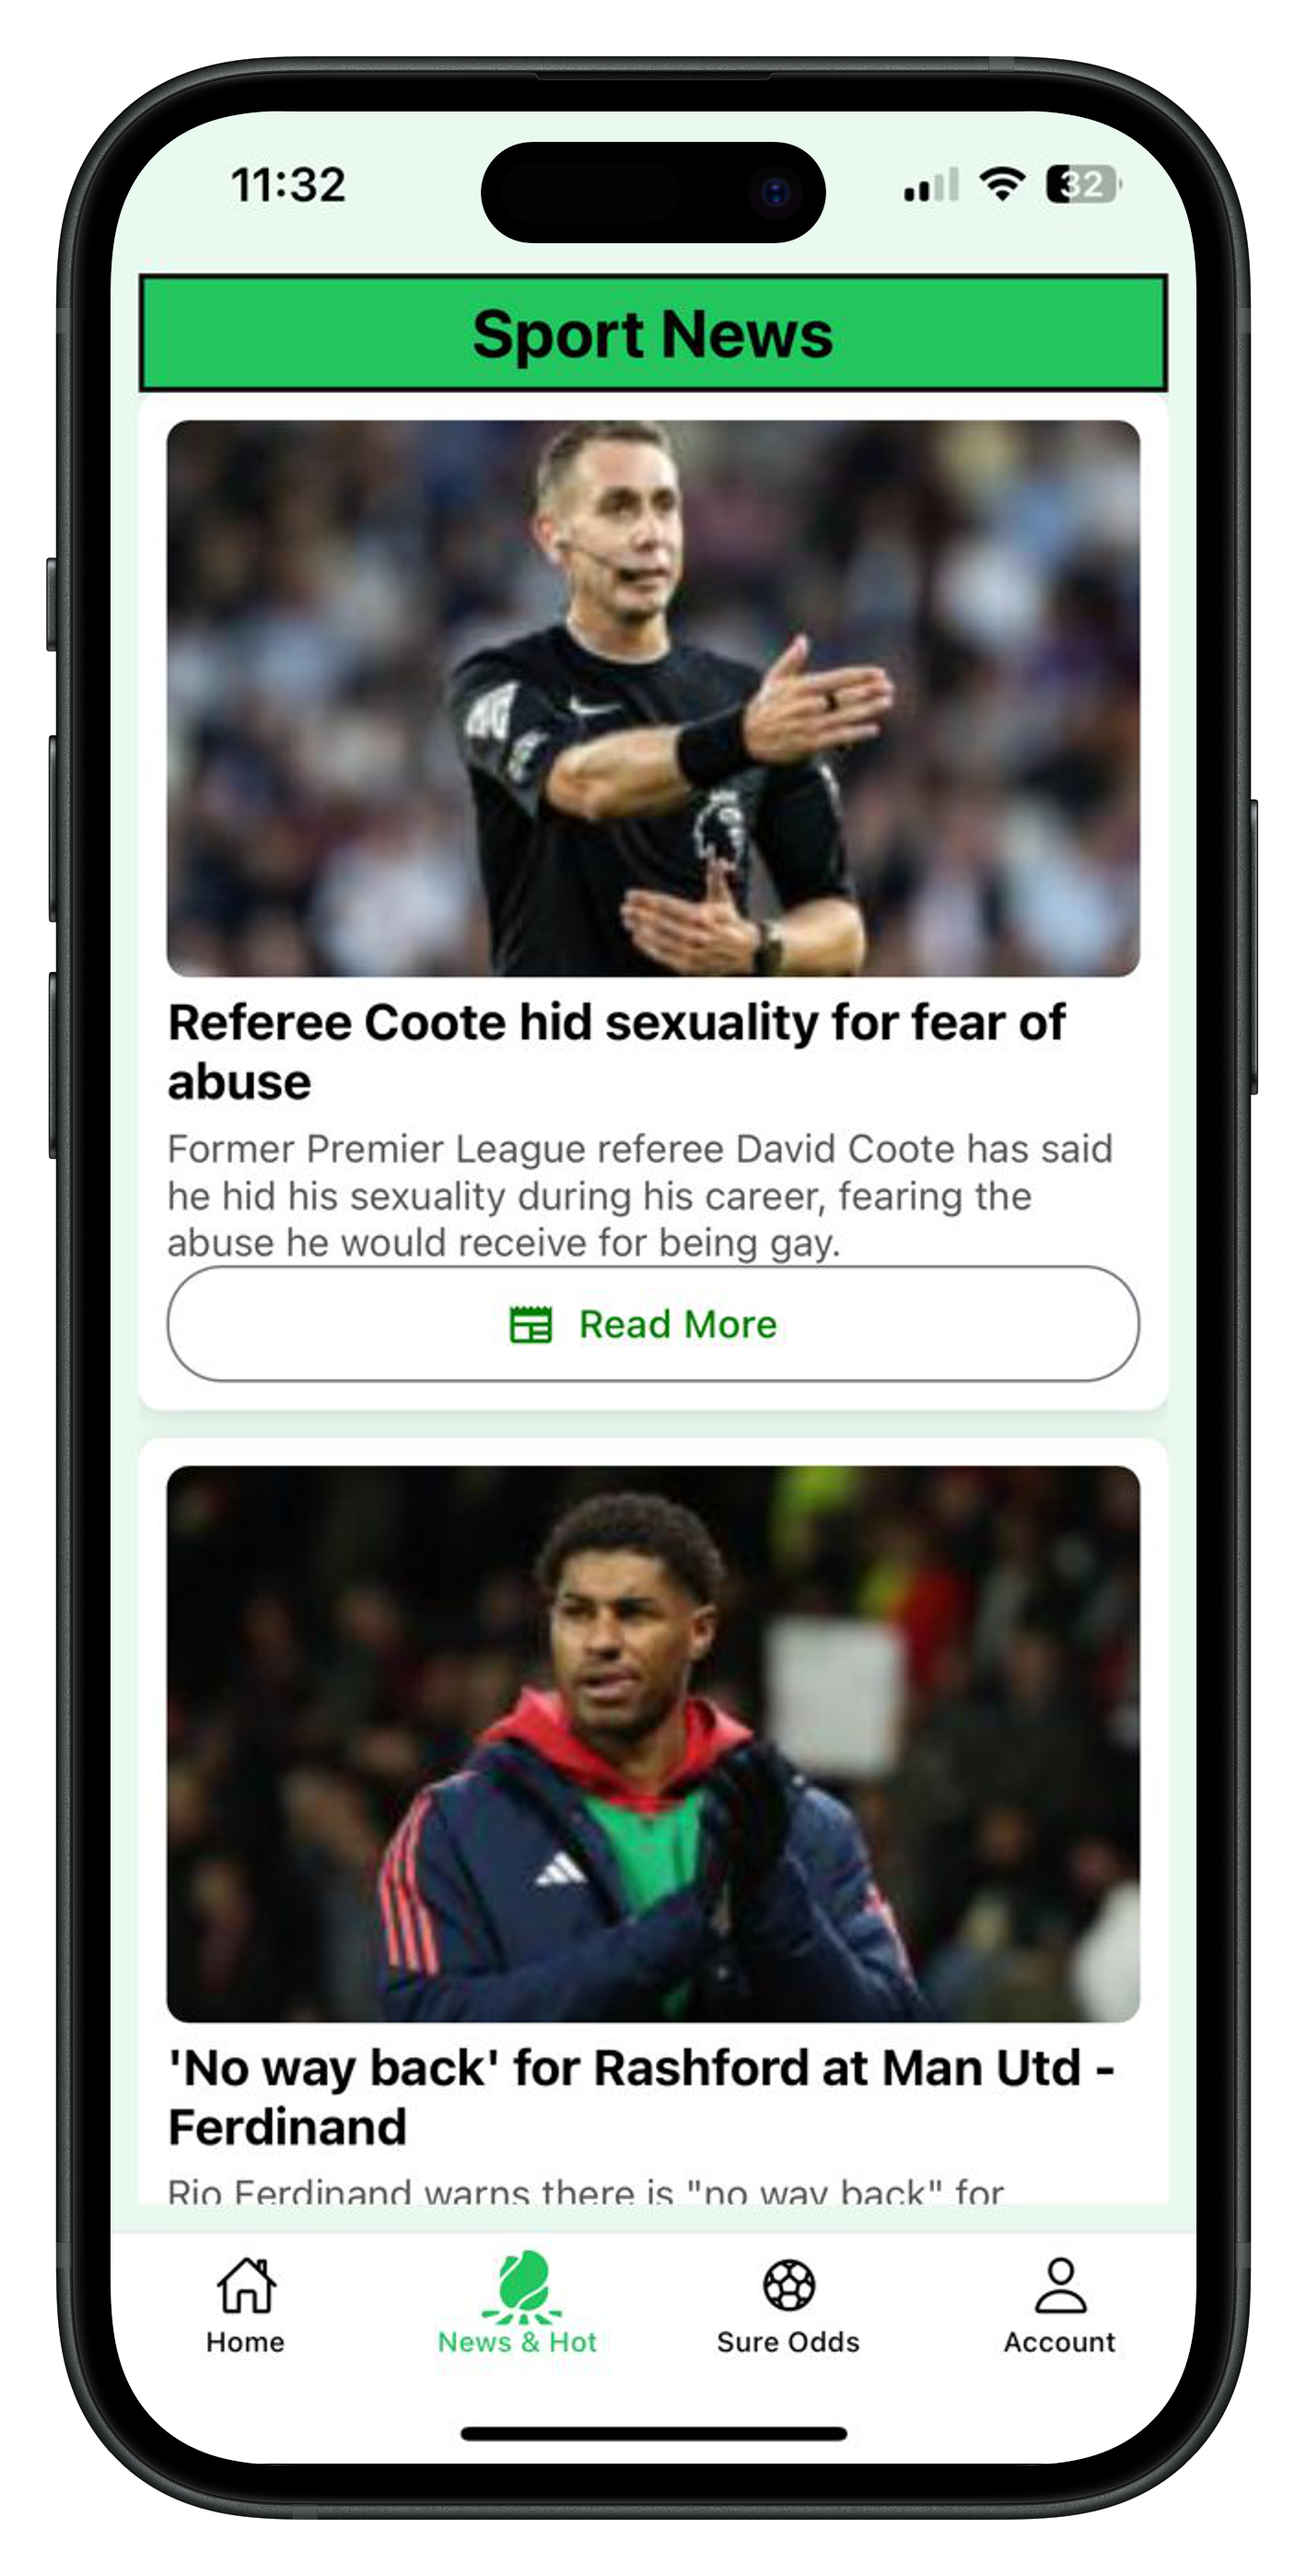 11:32
32
Sport News
Referee Coote hid sexuality for fear of
abuse
Former Premier League referee David Coote has said
he hid his sexuality during his career, fearing the
abuse he would receive for being gay.
Read More
'No way back' for Rashford at Man Utd -
Ferdinand
Rio Ferdinand warns there is "no way back" for
Home
News & Hot
Sure Odds
Account